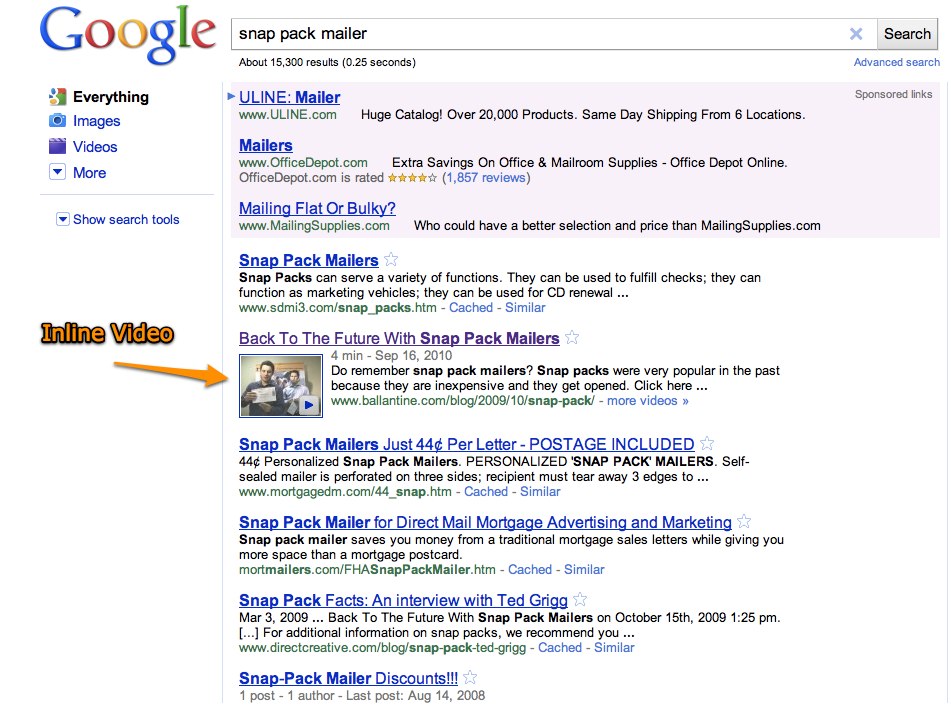 Google
snap pack mailer
Search
About 15,300 results (0.25 seconds)
Advanced search
Everything
Images
Videos
More
Show search tools
Sponsored links
ULINE: Mailer
www.ULINE.com Huge Catalog! Over 20,000 Products. Same Day Shipping From 6 Locations.
Mailers
www.OfficeDepot.com Extra Savings On Office & Mailroom Supplies - Office Depot Online.
OfficeDepot.com is rated ★★★★☆ (1,857 reviews)
Mailing Flat Or Bulky?
www.MailingSupplies.com Who could have a better selection and price than MailingSupplies.com
Snap Pack Mailers
Snap Packs can serve a variety of functions. They can be used to fulfill checks; they can
function as marketing vehicles; they can be used for CD renewal ...
www.sdmi3.com/snap_packs.htm - Cached - Similar
Inline Video
Back To The Future With Snap Pack Mailers
4 min - Sep 16, 2010
Do remember snap pack mailers? Snap packs were very popular in the past
because they are inexpensive and they get opened. Click here ...
www.ballantine.com/blog/2009/10/snap-pack/ - more videos »
Snap Pack Mailers Just 44¢ Per Letter - POSTAGE INCLUDED
44¢ Personalized Snap Pack Mailers. PERSONALIZED 'SNAP PACK' MAILERS. Self-
sealed mailer is perforated on three sides; recipient must tear away 3 edges to ...
www.mortgagedm.com/44_snap.htm - Cached - Similar
Snap Pack Mailer for Direct Mail Mortgage Advertising and Marketing
Snap pack mailer saves you money from a traditional mortgage sales letters while giving you
more space than a mortgage postcard.
mortmailers.com/FHASnapPackMailer.htm - Cached - Similar
Snap Pack Facts: An interview with Ted Grigg
Mar 3, 2009 ... Back To The Future With Snap Pack Mailers on October 15th, 2009 1:25 pm.
[...] For additional information on snap packs, we recommend you ...
www.directcreative.com/blog/snap-pack-ted-grigg - Cached - Similar
Snap-Pack Mailer Discounts!!!
1 post - 1 author - Last post: Aug 14, 2008